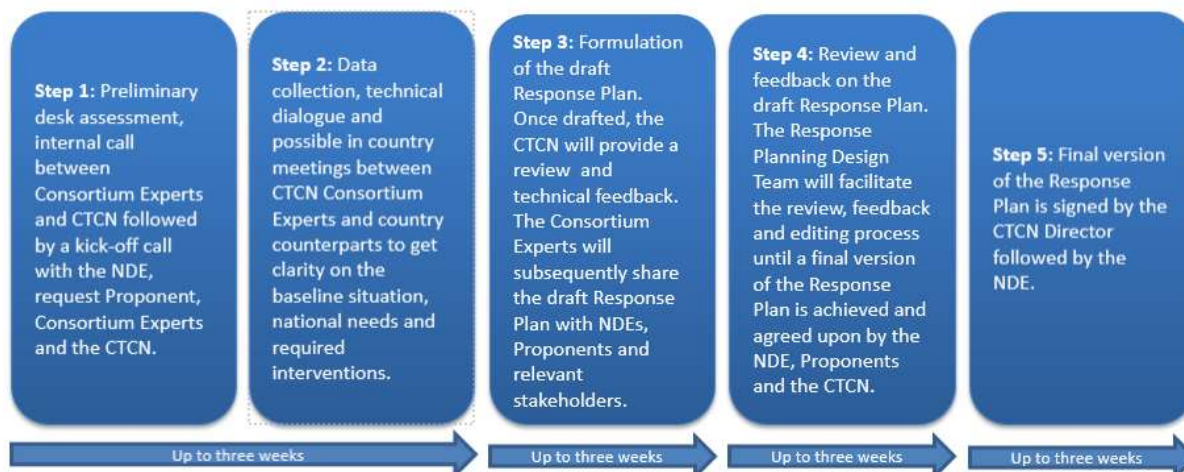 Step 1: Preliminary
desk assessment,
internal call
between
Consortium Experts
and CTCN followed
by a kick-off call
with the NDE,
request Proponent,
Consortium Experts
and the CTCN.
Step 2: Data
collection, technical
dialogue and
possible in country
meetings between
CTCN Consortium
Experts and country
counterparts to get
clarity on the
baseline situation,
national needs and
required
interventions.
Step 3: Formulation
of the draft
Response Plan.
Once drafted, the
CTCN will provide a
review and
technical feedback.
The Consortium
Experts will
subsequently share
the draft Response
Plan with NDEs,
Proponents and
relevant
stakeholders.
Step 4: Review and
feedback on the
draft Response Plan.
The Response
Planning Design
Team will facilitate
the review, feedback
and editing process
until a final version
of the Response
Plan is achieved and
agreed upon by the
NDE, Proponents
and the CTCN.
Step 5: Final version
of the Response
Plan is signed by the
CTCN Director
followed by the
NDE.
Up to three weeks
Up to three weeks
Up to three weeks
Up to three weeks